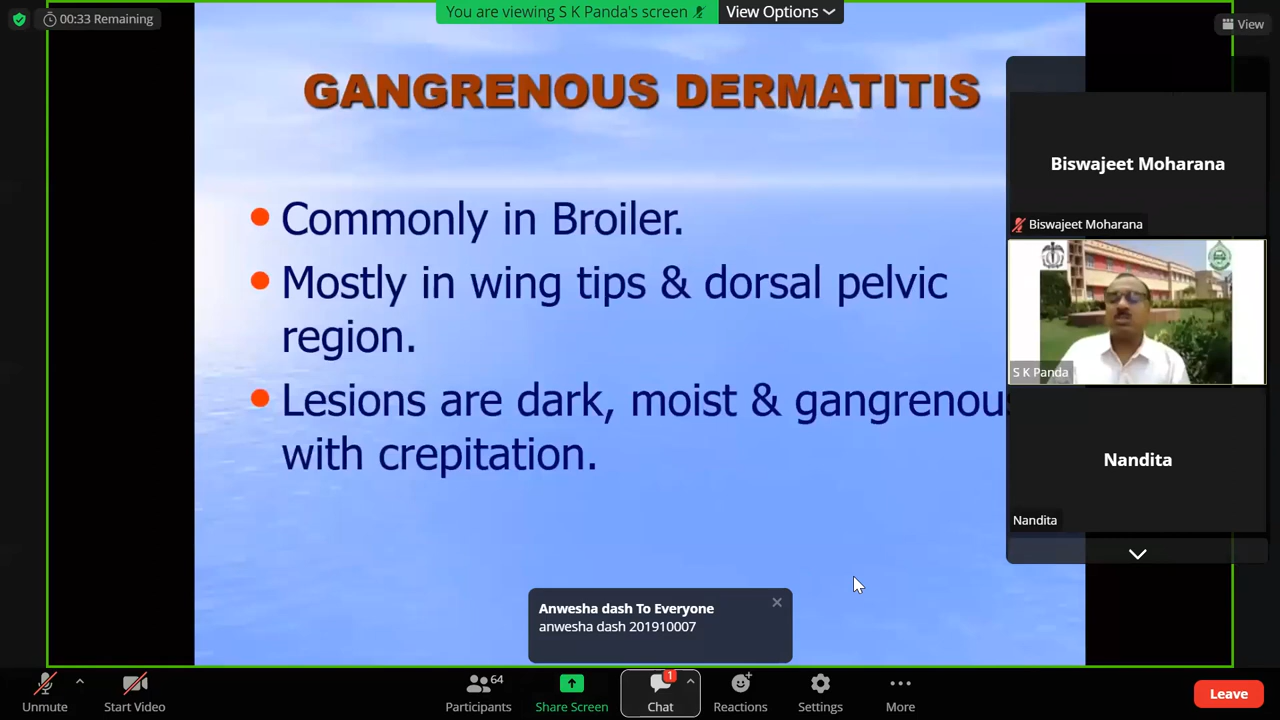 You are viewing S K Panda's screen
View Options
00:33 Remaining
View
GANGRENOUS DERMATITIS
Commonly in Broiler.
Mostly in wing tips & dorsal pelvic
region.
Lesions are dark, moist & gangrenous
with crepitation.
Biswajeet Moharana
Biswajeet Moharana
S K Panda
Nandita
Nandita
Anwesha dash To Everyone
anwesha dash 201910007
Unmute
Start Video
64
Participants
Share Screen
1
Chat
Reactions
Settings
More
Leave